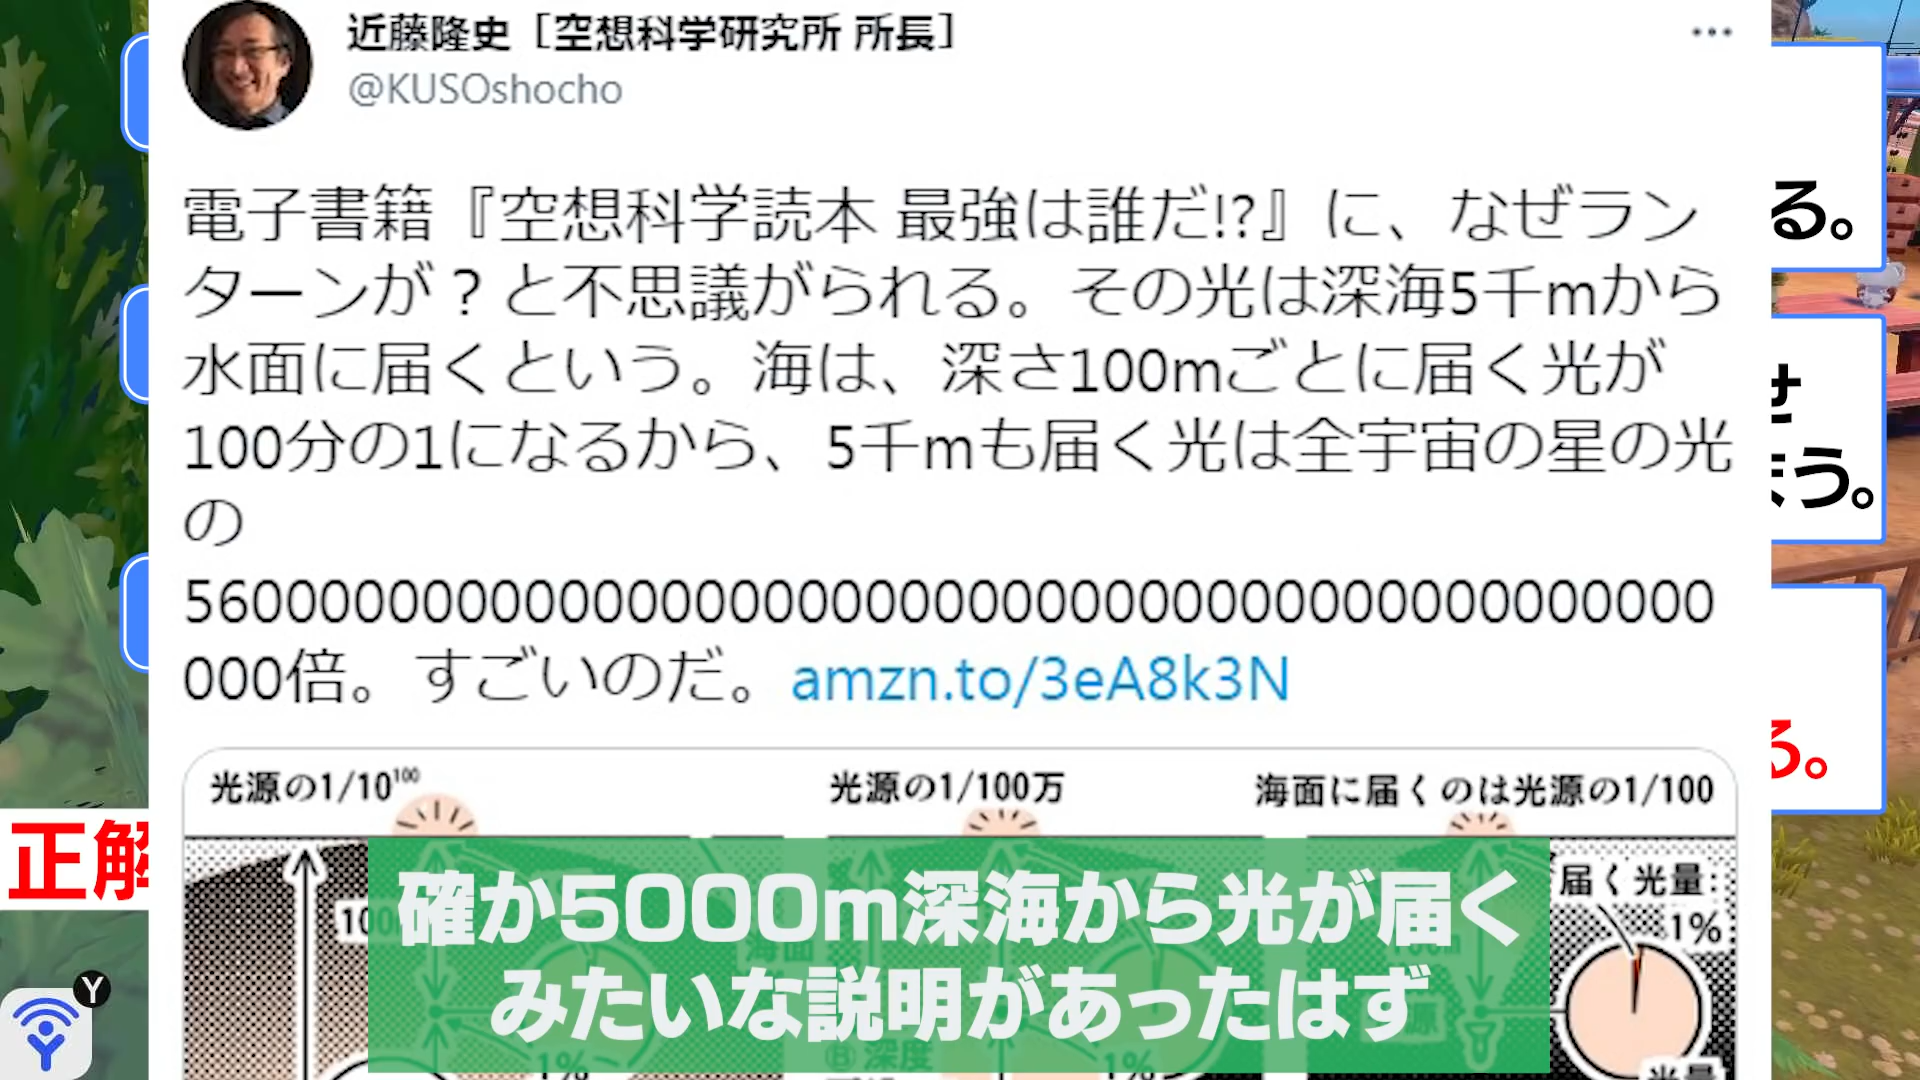 近藤隆史［空想科学研究所 所長］
@KUSOshocho
電子書籍『空想科学読本 最強は誰だ!?』に、なぜラン
ターンが？と不思議がられる。その光は深海5千mから
水面に届くという。海は、深さ100mごとに届く光が
100分の1になるから、5千mも届く光は全宇宙の星の光
の
560000000000000000000000000000000000000000000
000倍。すごいのだ。amzn.to/3eA8k3N
光源の1/10¹⁰⁰
光源の1/100万
海面に届くのは光源の1/100
届く光量
1%
確か5000m深海から光が届く
みたいな説明があったはず
る。
う。
る。
正解
Y